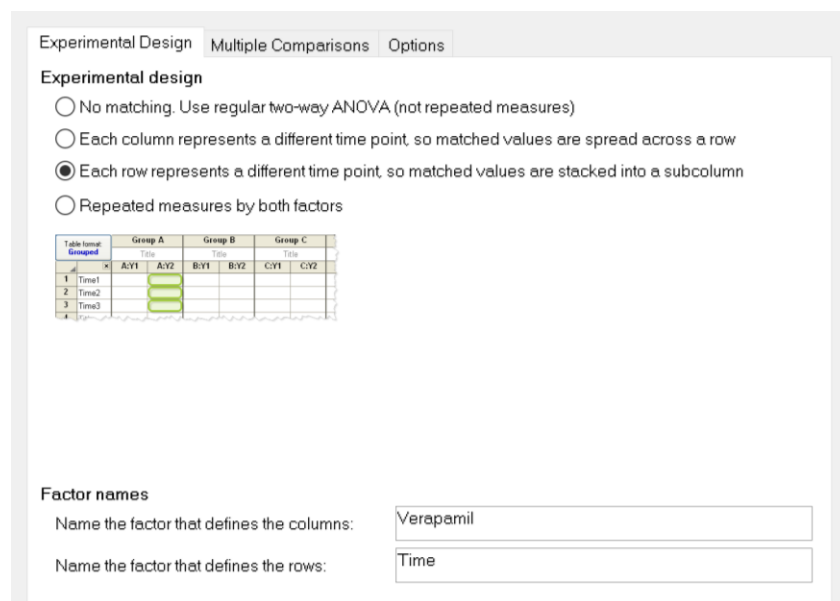 Experimental Design Multiple Comparisons Options
Experimental design
No matching. Use regular two-way ANOVA (not repeated measures)
Each column represents a different time point, so matched values are spread across a row
Each row represents a different time point, so matched values are stacked into a subcolumn
Repeated measures by both factors
Table format: Group A Group B Group C
Grouped Title Title Title
A:Y1 A:Y2 B:Y1 B:Y2 C:Y1 C:Y2
1 Time1
2 Time2
3 Time3
Factor names
Name the factor that defines the columns: Verapamil
Name the factor that defines the rows: Time